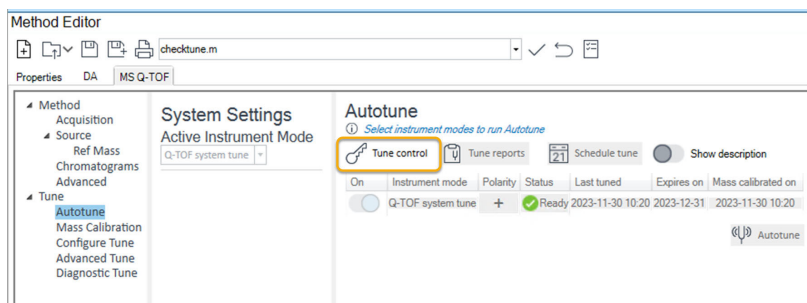 Method Editor
checktune.m
Properties DA MS Q-TOF
Method
Acquisition
Source
Ref Mass
Chromatograms
Advanced
Tune
Autotune
Mass Calibration
Configure Tune
Advanced Tune
Diagnostic Tune
System Settings
Active Instrument Mode
Q-TOF system tune
Autotune
Select instrument modes to run Autotune
Tune control Tune reports 21 Schedule tune Show description
On Instrument mode Polarity Status Last tuned Expires on Mass calibrated on
Q-TOF system tune + Ready 2023-11-30 10:20 2023-12-31 2023-11-30 10:20
Autotune